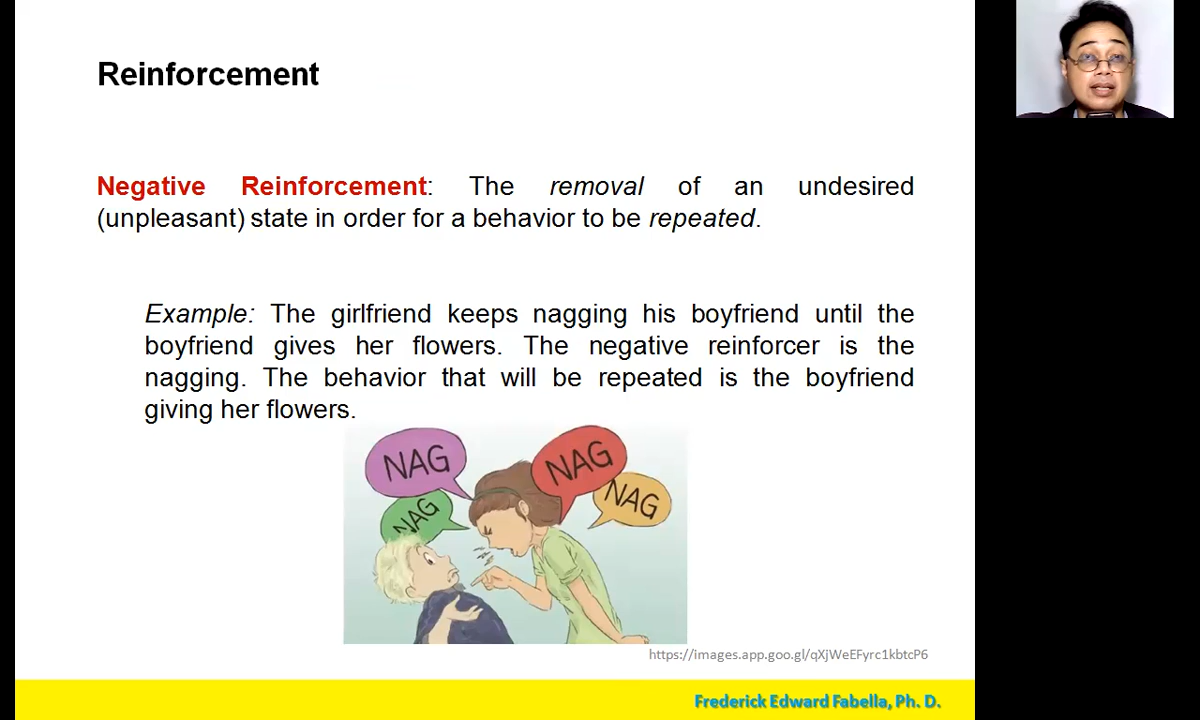 Reinforcement
Negative Reinforcement: The removal of an undesired
(unpleasant) state in order for a behavior to be repeated.
Example: The girlfriend keeps nagging his boyfriend until the
boyfriend gives her flowers. The negative reinforcer is the
nagging. The behavior that will be repeated is the boyfriend
giving her flowers.
NAG
NAG
NAG
NAG
https://images.app.goo.gl/qXjWeEFyrc1kbtcP6
Frederick Edward Fabella, Ph. D.